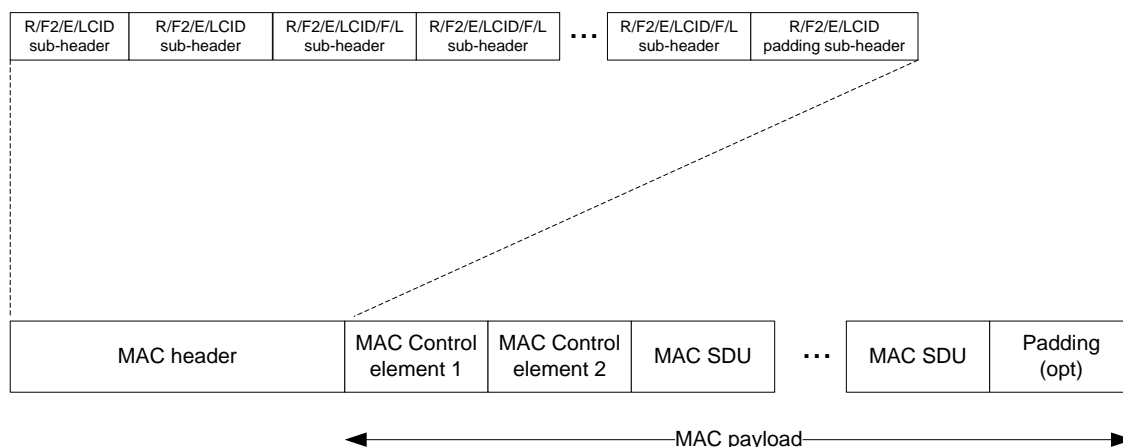 R/F2/E/LCID
sub-header
R/F2/E/LCID
sub-header
R/F2/E/LCID/F/L
sub-header
R/F2/E/LCID/F/L
sub-header
...
R/F2/E/LCID/F/L
sub-header
R/F2/E/LCID
padding sub-header
MAC header
MAC Control
element 1
MAC Control
element 2
MAC SDU
...
MAC SDU
Padding
(opt)
MAC payload